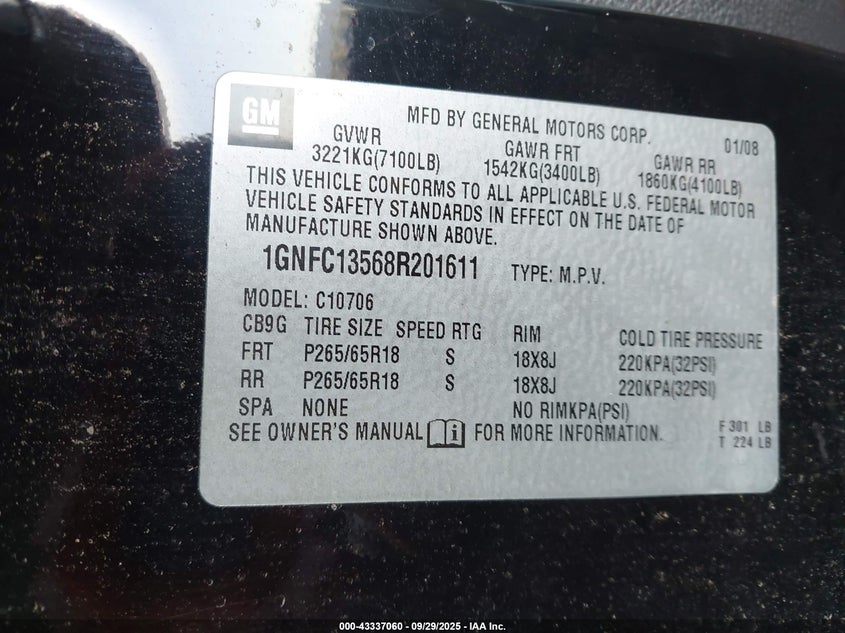 GM
MFD BY GENERAL MOTORS CORP. 01/08
GVWR GAWR FRT GAWR RR
3221KG(7100LB) 1542KG(3400LB) 1860KG(4100LB)
THIS VEHICLE CONFORMS TO ALL APPLICABLE U.S. FEDERAL MOTOR
VEHICLE SAFETY STANDARDS IN EFFECT ON THE DATE OF
MANUFACTURE SHOWN ABOVE.
1GNFC13568R201611 TYPE: M.P.V.
MODEL: C10706
CB9G TIRE SIZE SPEED RTG RIM COLD TIRE PRESSURE
FRT P265/65R18 S 18X8J 220KPA(32PSI)
RR P265/65R18 S 18X8J 220KPA(32PSI)
SPA NONE NO RIMKPA(PSI)
SEE OWNER'S MANUAL i FOR MORE INFORMATION.
F 301 LB
T 224 LB
000-43337060 - 09/29/2025 - IAA Inc.